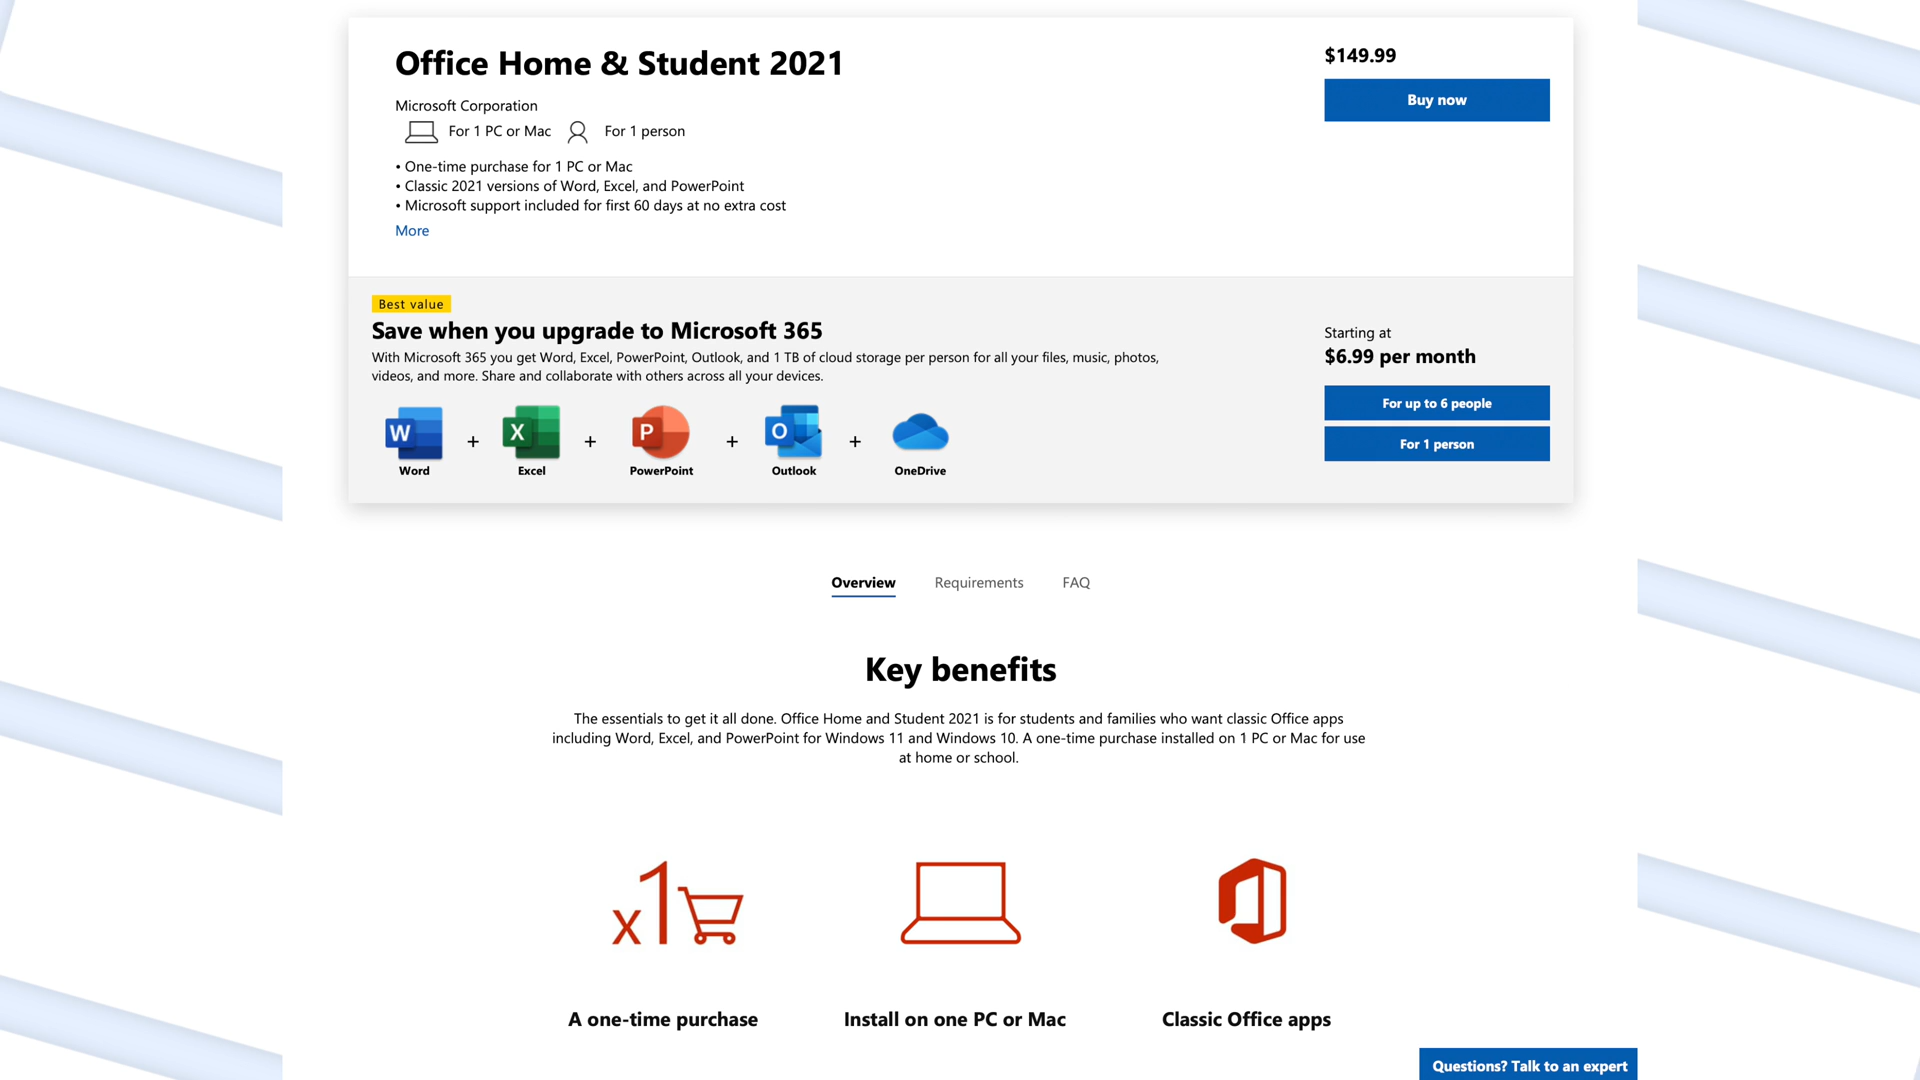 Office Home & Student 2021
$149.99
Buy now
Microsoft Corporation
For 1 PC or Mac For 1 person
• One-time purchase for 1 PC or Mac
• Classic 2021 versions of Word, Excel, and PowerPoint
• Microsoft support included for first 60 days at no extra cost
More
Best value
Save when you upgrade to Microsoft 365
With Microsoft 365 you get Word, Excel, PowerPoint, Outlook, and 1 TB of cloud storage per person for all your files, music, photos,
videos, and more. Share and collaborate with others across all your devices.
Starting at
$6.99 per month
For up to 6 people
For 1 person
W + X + P + O +
Word Excel PowerPoint Outlook OneDrive
Overview Requirements FAQ
Key benefits
The essentials to get it all done. Office Home and Student 2021 is for students and families who want classic Office apps
including Word, Excel, and PowerPoint for Windows 11 and Windows 10. A one-time purchase installed on 1 PC or Mac for use
at home or school.
x1
A one-time purchase Install on one PC or Mac Classic Office apps
Questions? Talk to an expert